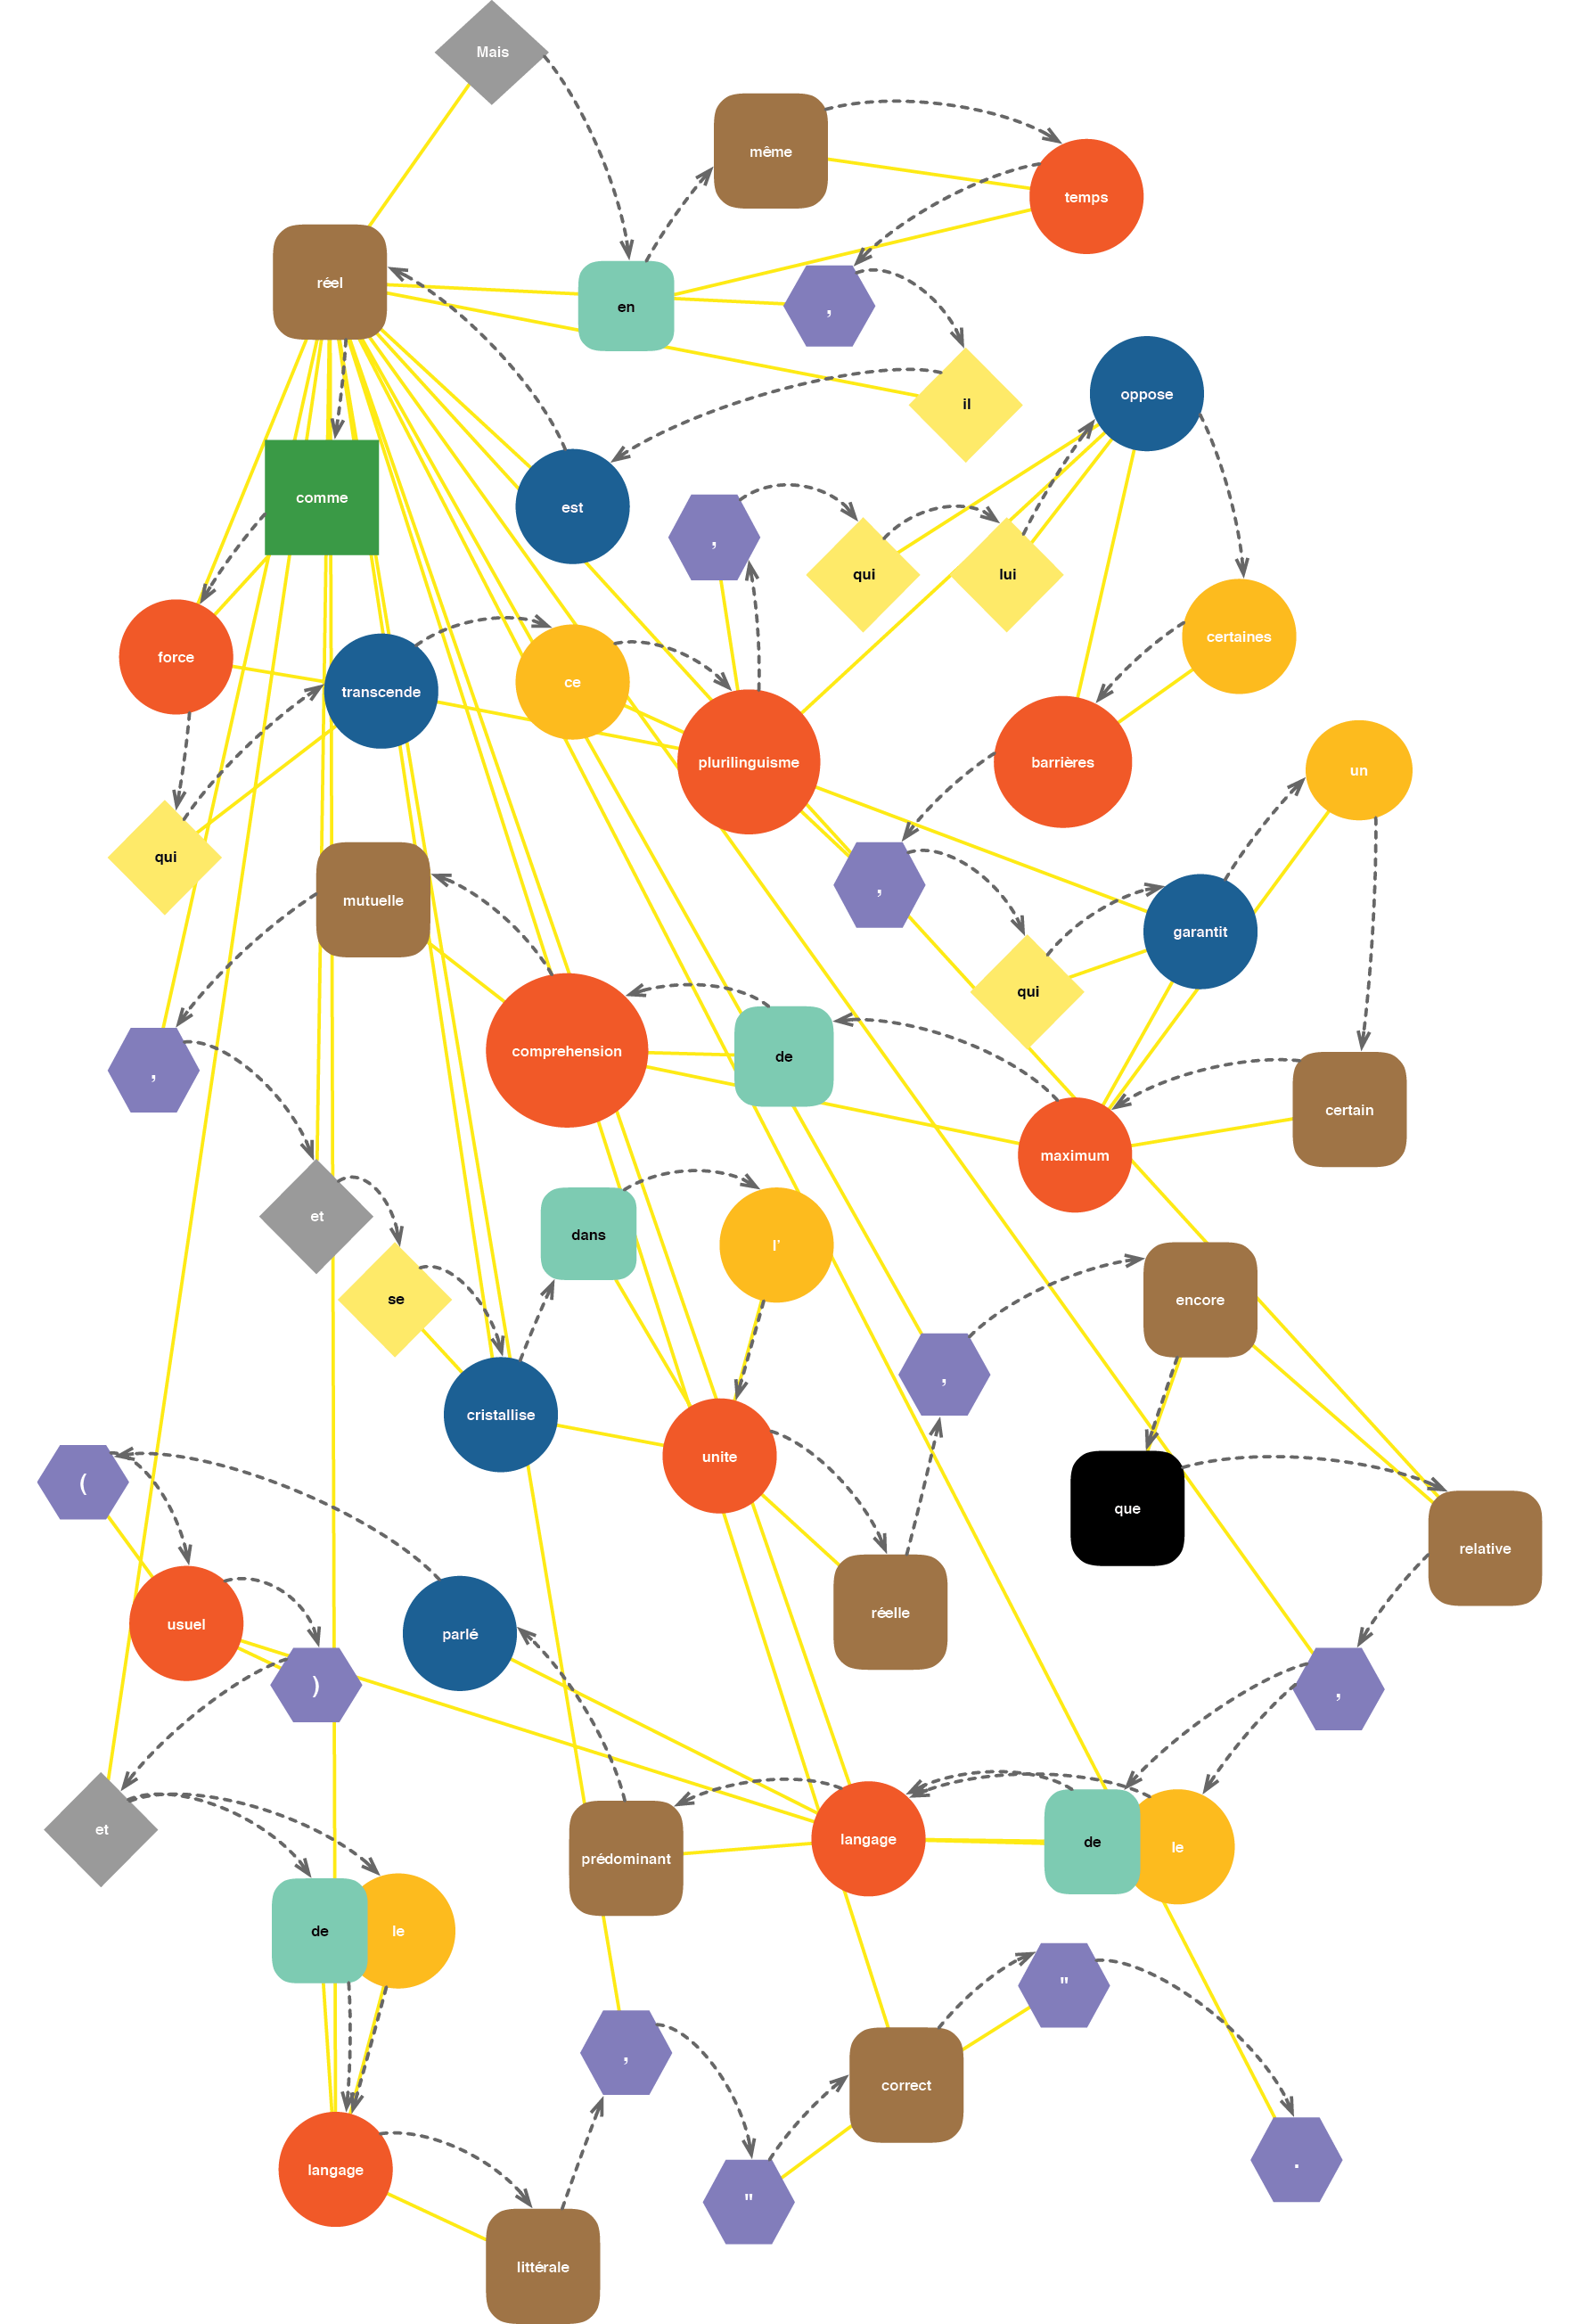 Mais
en
même
temps
,
il
est
réel
comme
force
qui
transcende
ce
plurilinguisme
,
qui
lui
oppose
certaines
barrières
,
qui
garantit
un
certain
maximum
de
comprehension
mutuelle
,
et
se
cristallise
dans
l'
unite
réelle
,
encore
que
relative
,
de
le
langage
prédominant
parlé
(
usuel
)
et
de
le
langage
littérale
,
"
correct
"
.